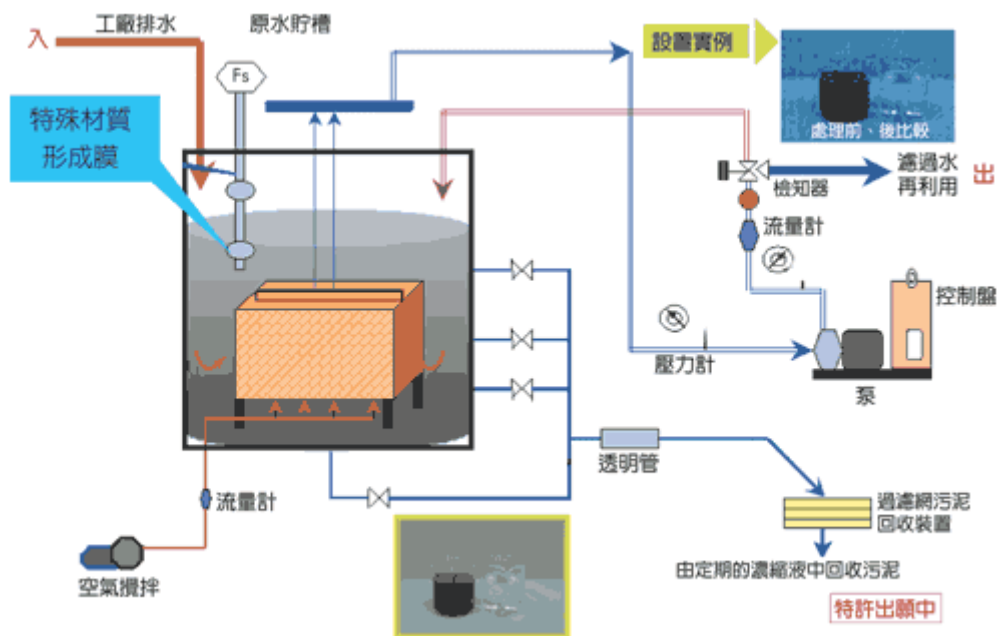 工廠排水
原水貯槽
入
Fs
設置實例
特殊材質
形成膜
處理前、後比較
檢知器
濾過水
再利用
出
流量計
控制盤
壓力計
泵
透明管
流量計
過濾網污泥
回收裝置
空氣攪拌
由定期的濃縮液中回收污泥
特許出願中